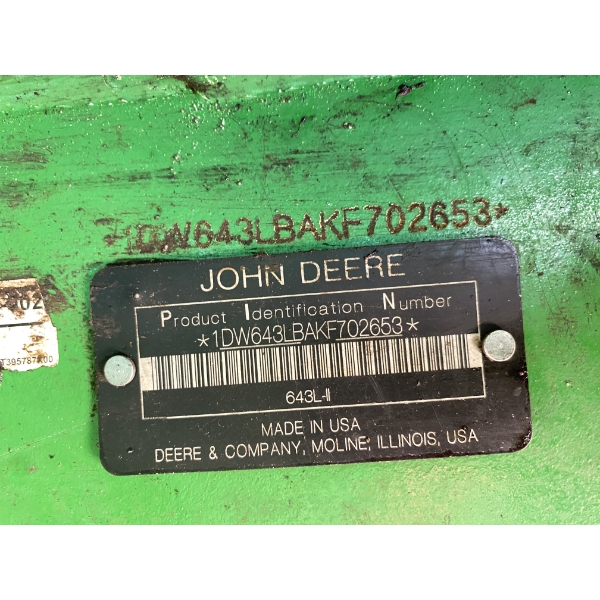 *1DW643LBAKF702653*
JOHN DEERE
Product Identification Number
*1DW643LBAKF702653*
643L-II
MADE IN USA
DEERE & COMPANY, MOLINE, ILLINOIS, USA